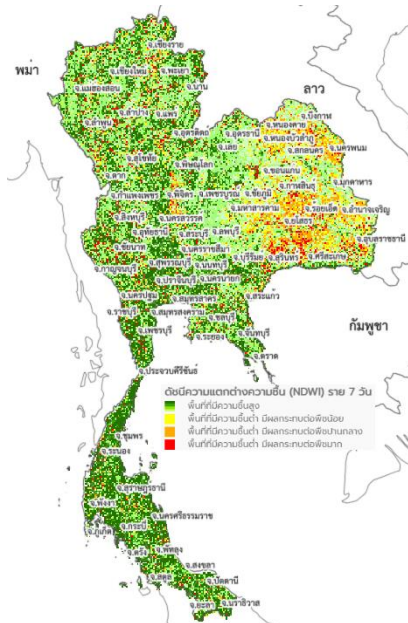 จ.เชียงราย
พม่า
จ.เชียงใหม่
จ.พะเยา
จ.แม่ฮ่องสอน
จ.น่าน
ลาว
จ.ลำปาง
จ.แพร่
จ.บึงกาฬ
จ.ลำพูน
จ.หนองคาย
จ.อุตรดิตถ์
จ.อุดรธานี
จ.หนองบัวลำภู
จ.นครพนม
จ.เลย
จ.สกลนคร
จ.สุโขทัย
จ.พิษณุโลก
จ.ตาก
จ.ขอนแก่น
จ.มุกดาหาร
จ.กาฬสินธุ์
จ.กำแพงเพชร
จ.พิจิตร
จ.เพชรบูรณ์
จ.ชัยภูมิ
จ.มหาสารคาม
จ.ร้อยเอ็ด
จ.อำนาจเจริญ
จ.สิงห์บุรี
จ.นครสวรรค์
จ.ยโสธร
จ.อุทัยธานี
จ.สระบุรี
จ.ลพบุรี
จ.อุบลราชธานี
จ.ชัยนาท
จ.นครราชสีมา
จ.บุรีรัมย์
จ.สุรินทร์
จ.ศรีสะเกษ
จ.สุพรรณบุรี
จ.นนทบุรี
จ.กาญจนบุรี
จ.ปราจีนบุรี
จ.นครนายก
จ.นครปฐม
จ.สมุทรสาคร
จ.สระแก้ว
จ.ราชบุรี
จ.สมุทรสงคราม
จ.ชลบุรี
กัมพูชา
จ.เพชรบุรี
จ.ระยอง
จ.จันทบุรี
จ.ตราด
จ.ประจวบคีรีขันธ์
ดัชนีความแตกต่างความชื้น (NDWI) ราย 7 วัน
พื้นที่ที่มีความชื้นสูง
พื้นที่ที่มีความชื้นต่ำ มีผลกระทบต่อพืชน้อย
พื้นที่ที่มีความชื้นต่ำ มีผลกระทบต่อพืชปานกลาง
พื้นที่ที่มีความชื้นต่ำ มีผลกระทบต่อพืชมาก
จ.ชุมพร
จ.ระนอง
จ.สุราษฎร์ธานี
จ.พังงา
จ.นครศรีธรรมราช
จ.ภูเก็ต
จ.กระบี่
จ.ตรัง
จ.พัทลุง
จ.สงขลา
จ.สตูล
จ.ปัตตานี
จ.ยะลา
จ.นราธิวาส